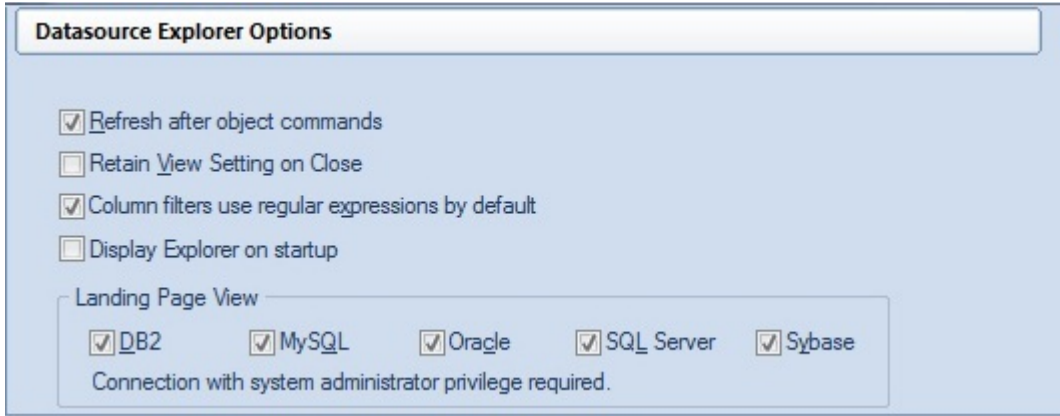 Datasource Explorer Options
Refresh after object commands
Retain View Setting on Close
Column filters use regular expressions by default
Display Explorer on startup
Landing Page View
DB2 MySQL Oracle SQL Server Sybase
Connection with system administrator privilege required.